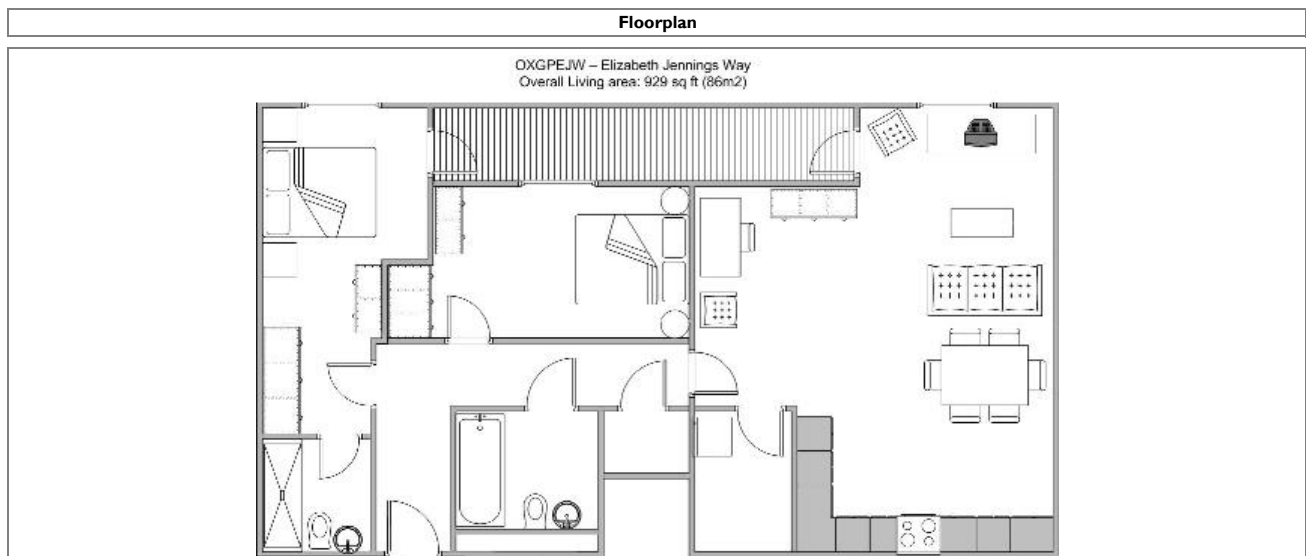 Floorplan
OXGPEJW – Elizabeth Jennings Way
Overall Living area: 929 sq ft (86m2)